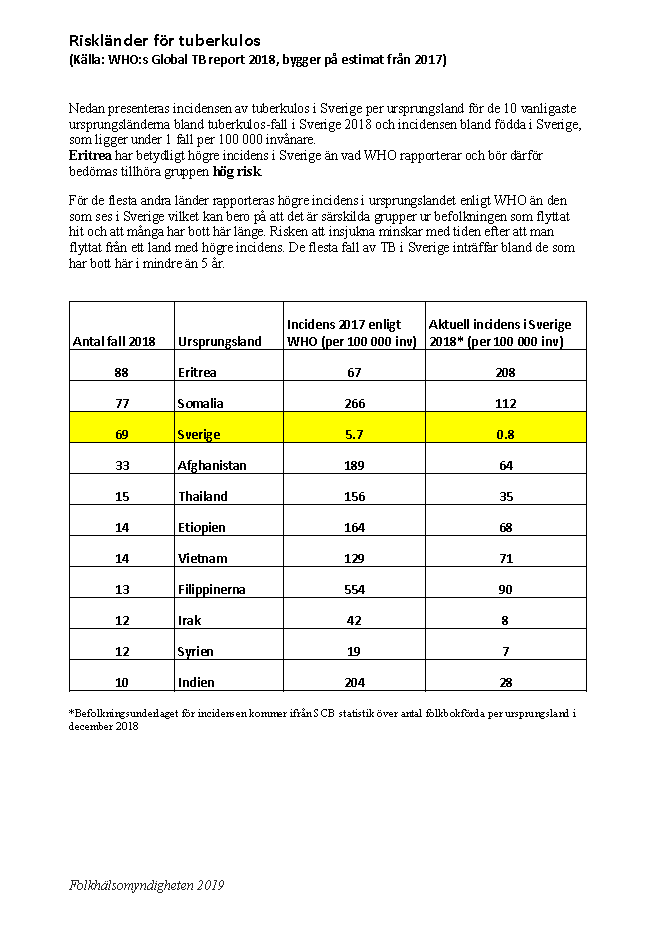 Riskländer för tuberkulos
(Källa: WHO:s Global TB report 2018, bygger på estimat från 2017)
Nedan presenteras incidensen av tuberkulos i Sverige per ursprungsland för de 10 vanligaste
ursprungsländerna bland tuberkulos-fall i Sverige 2018 och incidensen bland födda i Sverige,
som ligger under 1 fall per 100 000 invånare.
Eritrea har betydligt högre incidens i Sverige än vad WHO rapporterar och bör därför
bedömas tillhöra gruppen hög risk.
För de flesta andra länder rapporteras högre incidens i ursprungslandet enligt WHO än den
som ses i Sverige vilket kan bero på att det är särskilda grupper ur befolkningen som flyttat
hit och att många har bott här länge. Risken att insjukna minskar med tiden efter att man
flyttat från ett land med högre incidens. De flesta fall av TB i Sverige inträffar bland de som
har bott här i mindre än 5 år.
Antal fall 2018 Ursprungsland Incidens 2017 enligt WHO (per 100 000 inv) Aktuell incidens i Sverige 2018* (per 100 000 inv)
88 Eritrea 67 208
77 Somalia 266 112
69 Sverige 5.7 0.8
33 Afghanistan 189 64
15 Thailand 156 35
14 Etiopien 164 68
14 Vietnam 129 71
13 Filippinerna 554 90
12 Irak 42 8
12 Syrien 19 7
10 Indien 204 28
*Befolkningsunderlaget för incidensen kommer ifrån SCB statistik över antal folkbokförda per ursprungsland i
december 2018
Folkhälsomyndigheten 2019